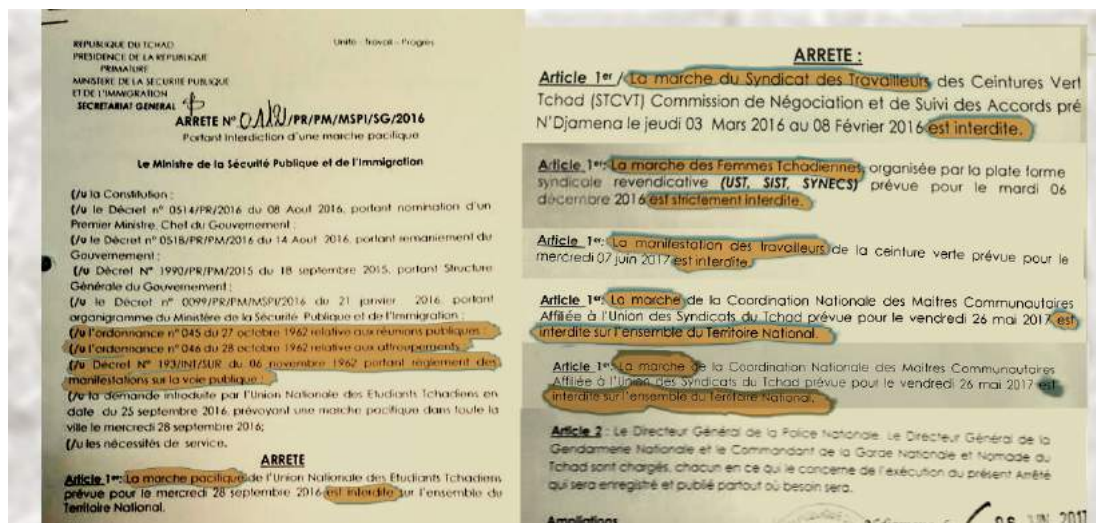 REPUBLIQUE DU TCHAD
Unité - Travail - Progrès
PRESIDENCE DE LA REPUBLIQUE
PRIMATURE
MINISTERE DE LA SECURITE PUBLIQUE
ET DE L'IMMIGRATION
SECRETARIAT GENERAL
ARRETE N° /PR/PM/MSPI/SG/2016
Portant Interdiction d'une marche pacifique
Le Ministre de la Sécurité Publique et de l'Immigration
Vu la Constitution ;
Vu le Décret n° 0514/PR/2016 du 08 Aout 2016, portant nomination d'un
Premier Ministre, Chef du Gouvernement ;
Vu le Décret n° 0518/PR/PM/2016 du 14 Aout 2016, portant remaniement du
Gouvernement ;
Vu Décret N° 1990/PR/PM/2015 du 18 septembre 2015, portant Structure
Générale du Gouvernement ;
Vu le Décret n° 0099/PR/PM/MSPI/2016 du 21 janvier 2016, portant
organigramme du Ministère de la Sécurité Publique et de l'Immigration ;
Vu l'ordonnance n°045 du 27 octobre 1962 relative aux réunions publiques ;
Vu l'ordonnance n° 046 du 28 octobre 1962 relative aux attroupements ;
Vu Décret N° 193/INT/SUR du 06 novembre 1962 portant règlement des
manifestations sur la voie publique ;
Vu la demande introduite par l'Union Nationale des Etudiants Tchadiens en
date du 25 septembre 2016, prévoyant une marche pacifique dans toute la
ville le mercredi 28 septembre 2016;
Vu les nécessités de service.
ARRETE
Article 1er: La marche pacifique de l'Union Nationale des Etudiants Tchadiens
prévue pour le mercredi 28 septembre 2016 est interdite sur l'ensemble du
Territoire National.
ARRETE :
Article 1er / La marche du Syndicat des Travailleurs des Ceintures Vert
Tchad (STCVT) Commission de Négociation et de Suivi des Accords pré
N'Djamena le jeudi 03 Mars 2016 au 08 Février 2016 est interdite.
Article 1er: La marche des Femmes Tchadiennes, organisée par la plate forme
syndicale revendicative (UST, SIST, SYNECS) prévue pour le mardi 06
décembre 2016 est strictement interdite.
Article 1er: La manifestation des travailleurs de la ceinture verte prévue pour le
mercredi 07 juin 2017 est interdite.
Article 1er: La marche de la Coordination Nationale des Maitres Communautaires
Affiliée à l'Union des Syndicats du Tchad prévue pour le vendredi 26 mai 2017 est
interdite sur l'ensemble du Territoire National.
Article 1er: La marche de la Coordination Nationale des Maitres Communautaires
Affiliée à l'Union des Syndicats du Tchad prévue pour le vendredi 26 mai 2017 est
interdite sur l'ensemble du Territoire National.
Article 2 : Le Directeur Général de la Police Nationale, Le Directeur Général de la
Gendarmerie Nationale et le Commandant de la Garde Nationale et Nomade du
Tchad sont chargés, chacun en ce qui le concerne de l'exécution du présent Arrêté
qui sera enregistré et publié partout où besoin sera.
Ampliations
JUIN 2017